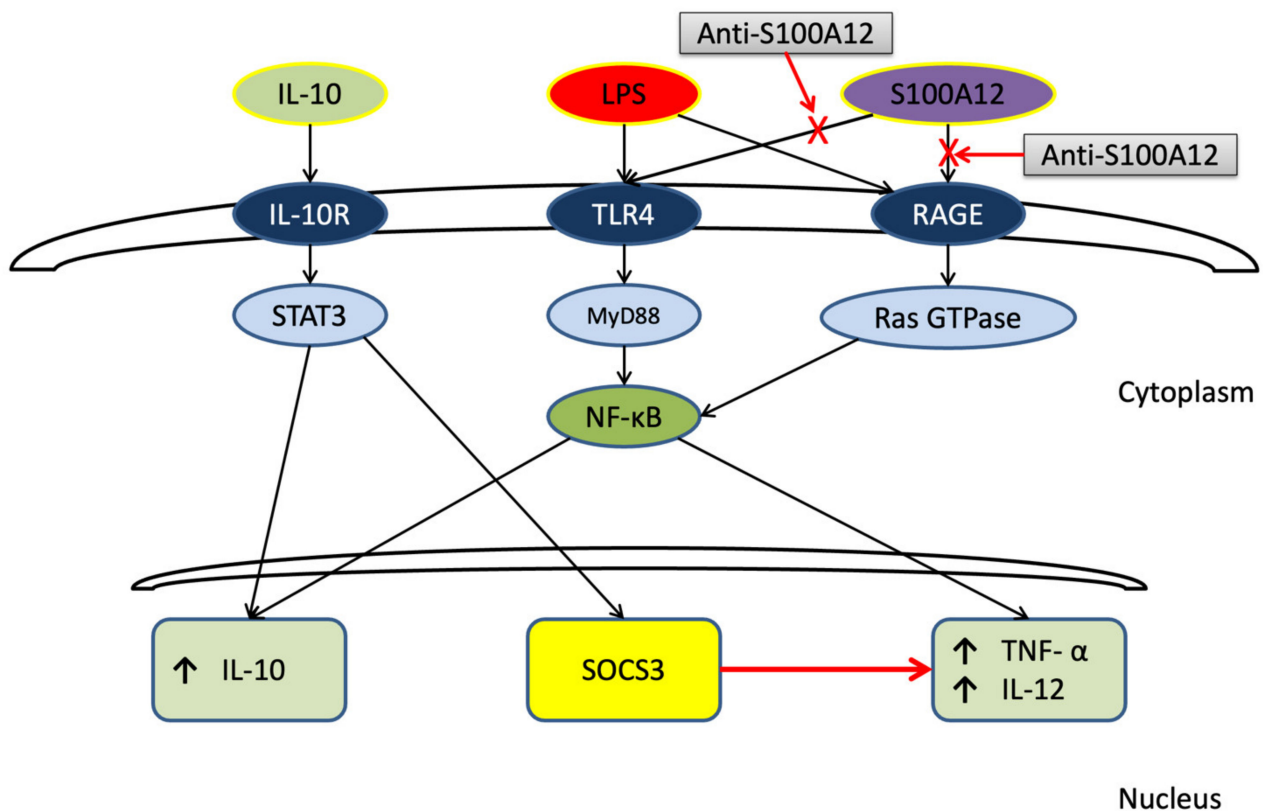 Anti-S100A12
IL-10
LPS
S100A12
Anti-S100A12
IL-10R
TLR4
RAGE
STAT3
MyD88
Ras GTPase
Cytoplasm
NF-κB
↑ IL-10
SOCS3
↑ TNF- α
↑ IL-12
Nucleus